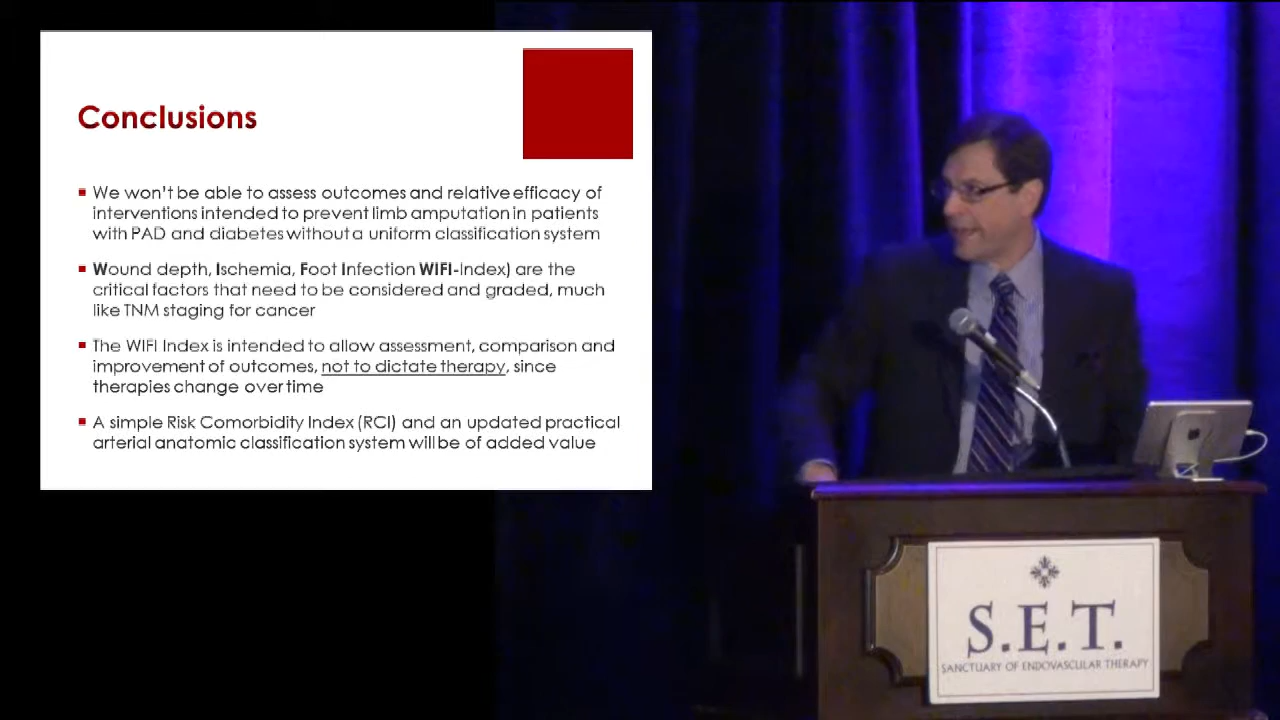 Conclusions
We won't be able to assess outcomes and relative efficacy of
interventions intended to prevent limb amputation in patients
with PAD and diabetes without a uniform classification system
Wound depth, Ischemia, Foot Infection WIFI-Index) are the
critical factors that need to be considered and graded, much
like TNM staging for cancer
The WIFI Index is intended to allow assessment, comparison and
improvement of outcomes, not to dictate therapy, since
therapies change over time
A simple Risk Comorbidity Index (RCI) and an updated practical
arterial anatomic classification system will be of added value
S.E.T.
SANCTUARY OF ENDOVASCULAR THERAPY